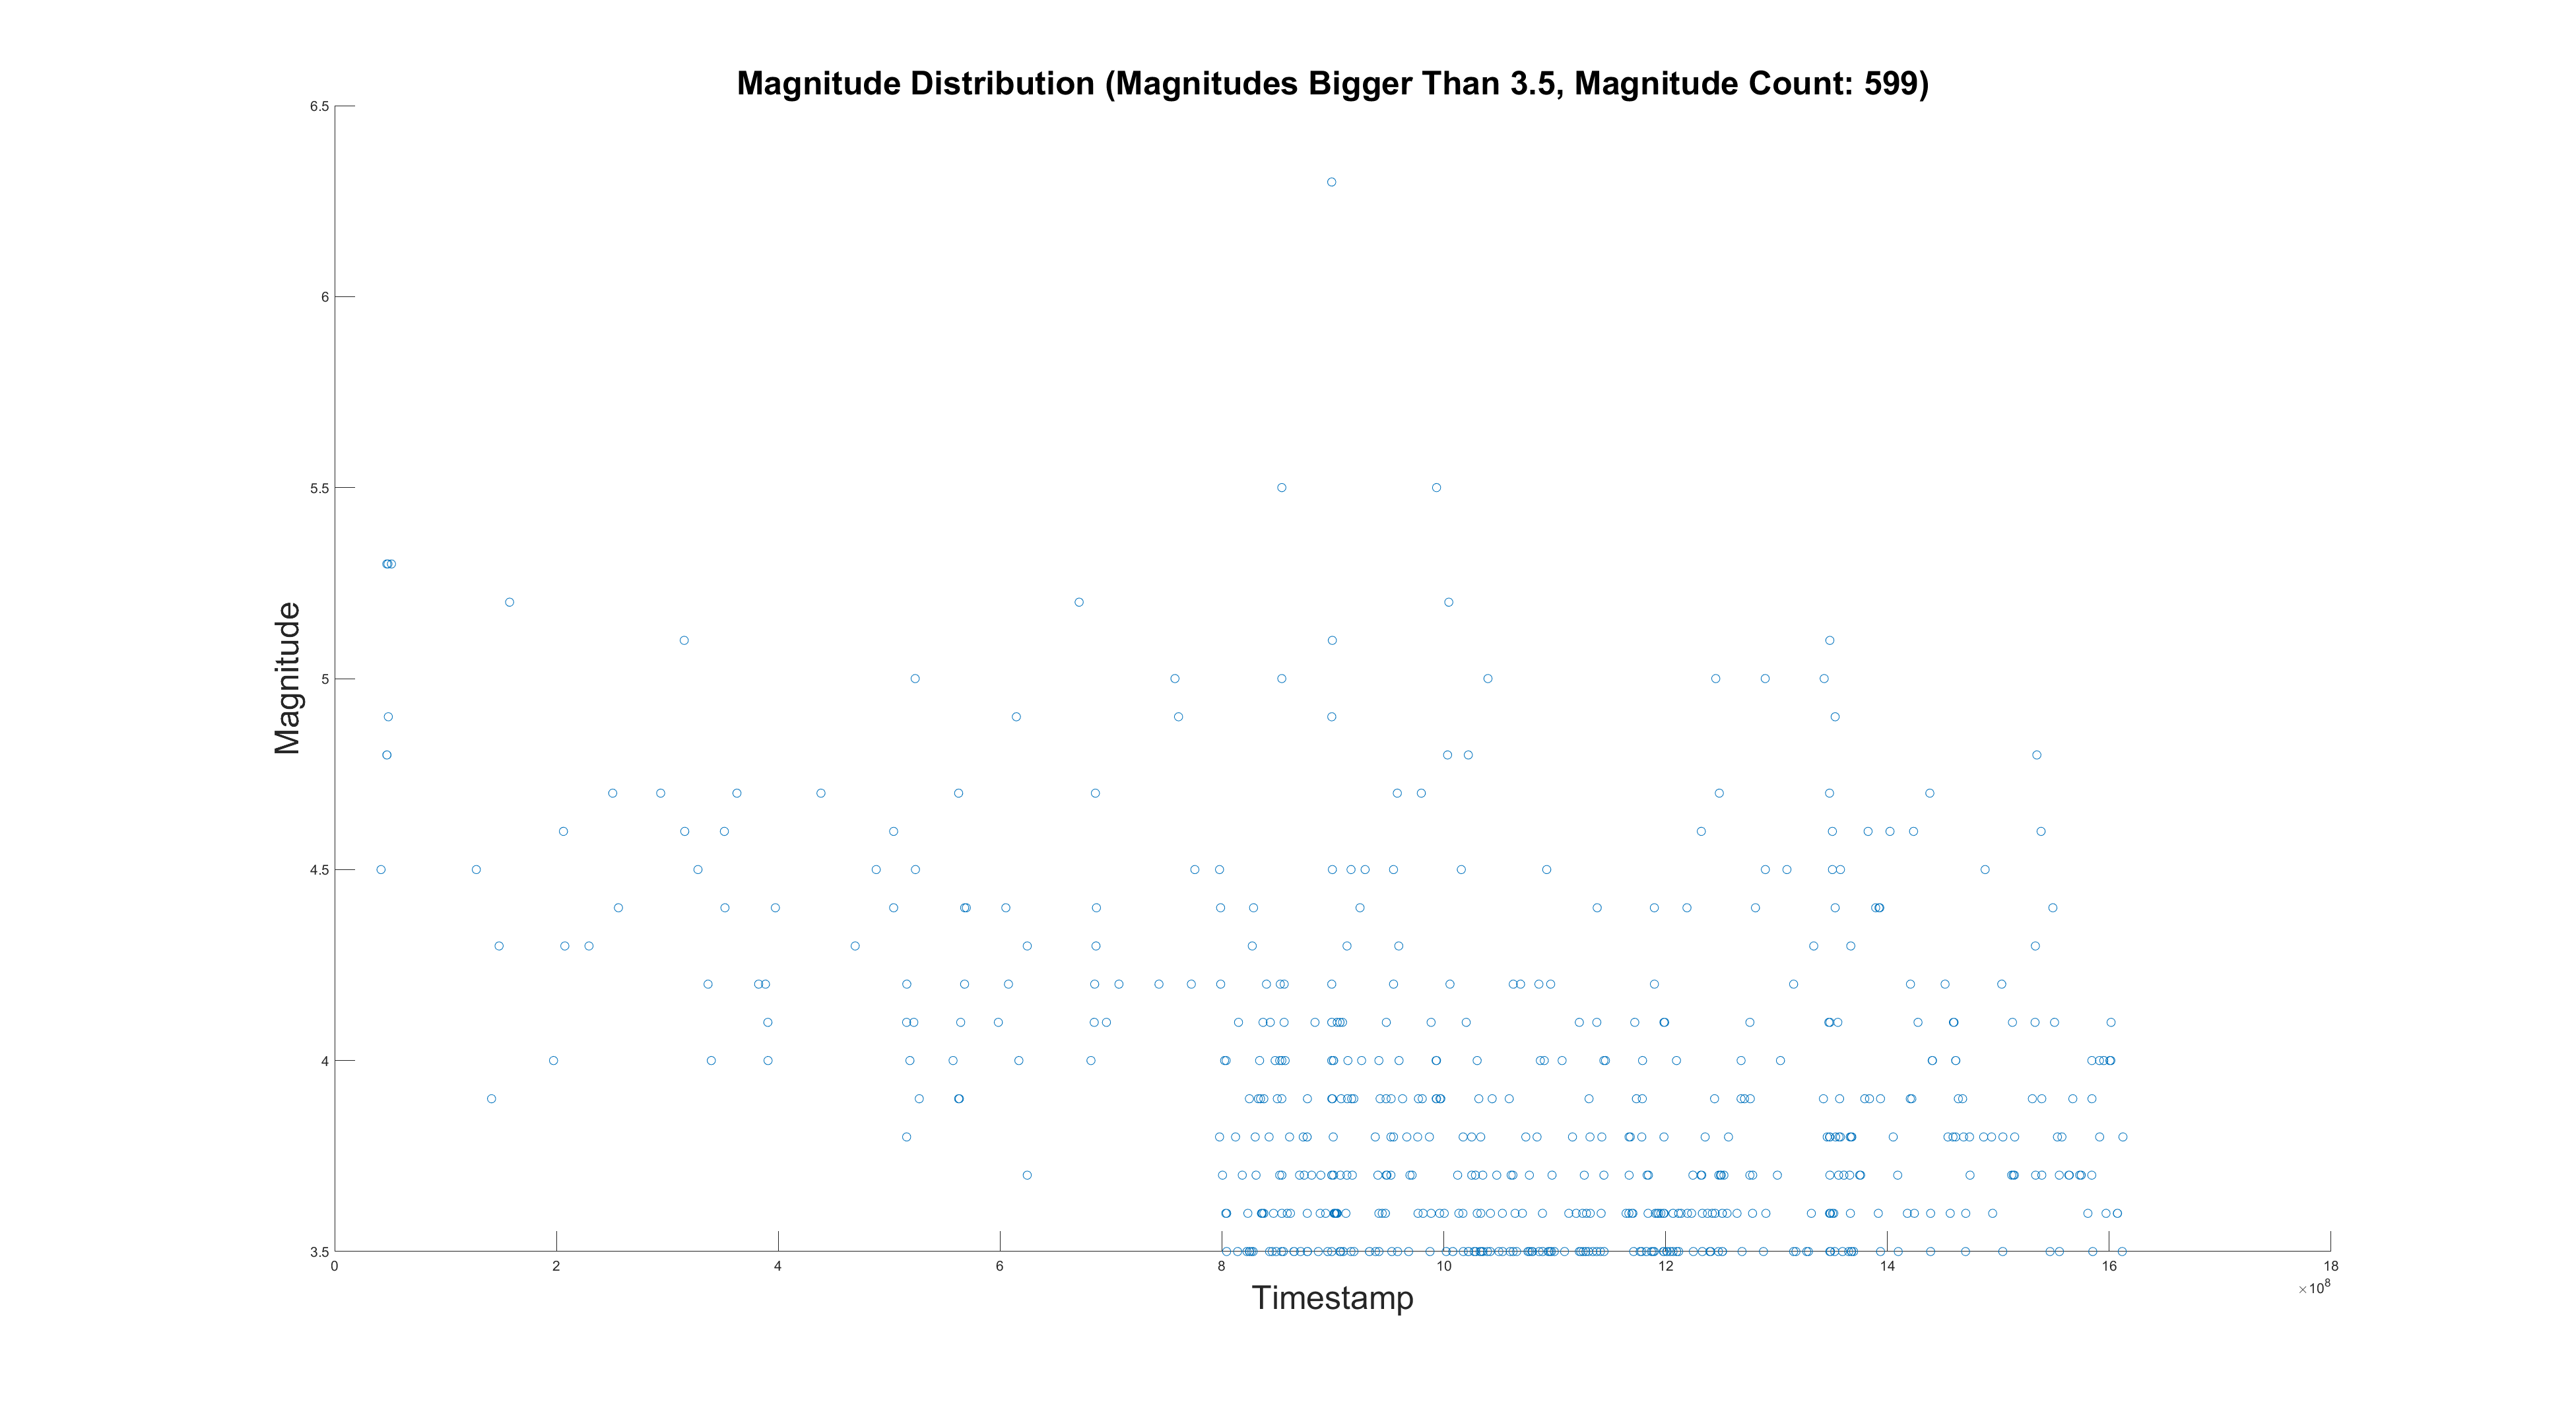 Magnitude Distribution (Magnitudes Bigger Than 3.5, Magnitude Count: 599)
6.5
6
5.5
5
4.5
4
3.5
Magnitude
0 2 4 6 8 10 12 14 16 18
×10⁸
Timestamp